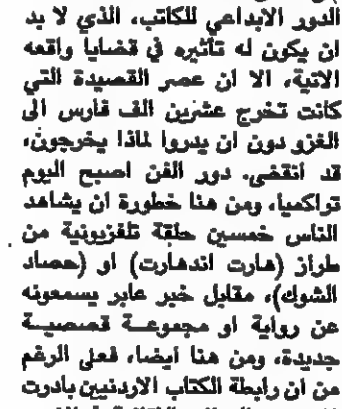 الدور الابداعي للكاتب، الذي لا بد
ان يكون له تأثيره في قضايا واقعه
الاتية، الا ان عصر القصيدة التي
كانت تخرج عشرين الف فارس الى
الغزو دون ان يدروا لماذا يخرجون،
قد أنقضى. دور الفن اصبح اليوم
تراكميا، ومن هنا خطورة ان يشاهد
الناس خمسين حلقة تلفزيونية من
طراز (هارت اندهارت) او (حصاد
الشوك)، مقابل خبر عابر يسمعونه
عن رواية او مجموعة قصصية
جديدة، ومن هنا ايضا، فعلى الرغم
من ان رابطة الكتاب الاردنيين بادرت